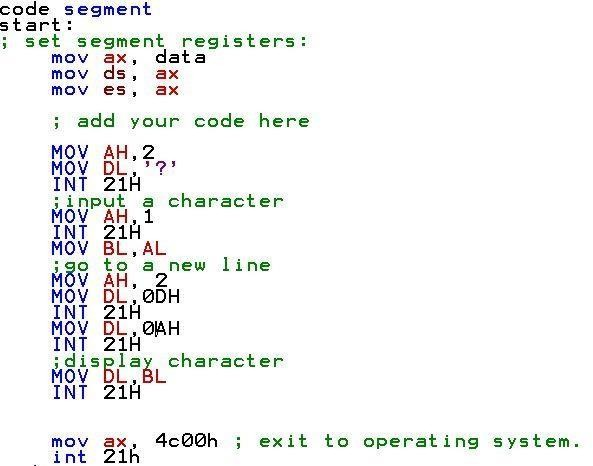 code segment
start:
; set segment registers:
mov ax, data
mov ds, ax
mov es, ax
; add your code here
MOV AH,2
MOV DL,'?'
INT 21H
;input a character
MOV AH,1
INT 21H
MOV BL,AL
;go to a new line
MOV AH, 2
MOV DL,0DH
INT 21H
MOV DL,0AH
INT 21H
;display character
MOV DL,BL
INT 21H
mov ax, 4c00h ; exit to operating system.
int 21h